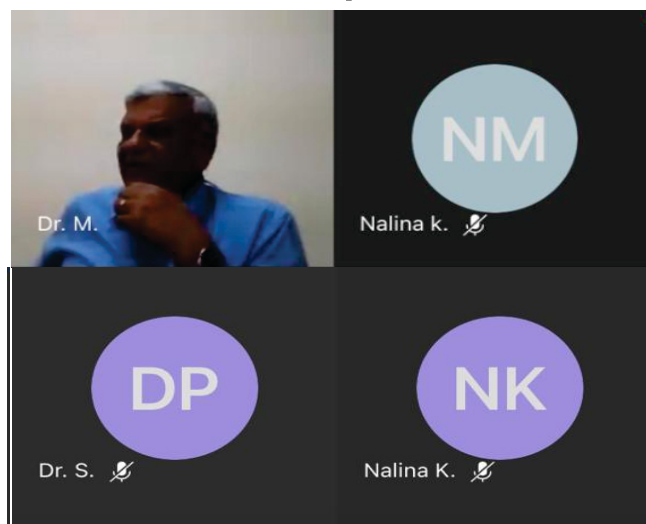 NM
Dr. M.
Nalina k.
DP
NK
Dr. S.
Nalina K.